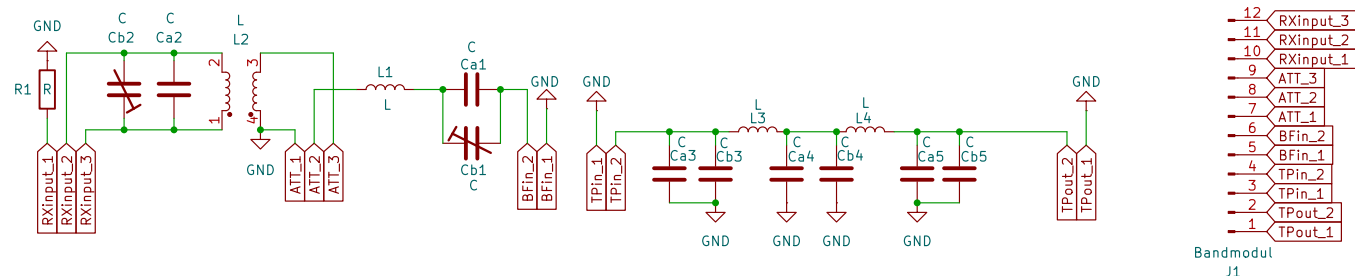 GND
R1
R
RXinput_1
RXinput_2
RXinput_3
C
Cb2
C
Ca2
L
L2
2
1
3
4
GND
ATT_1
ATT_2
ATT_3
L1
L
C
Ca1
Cb1
C
BFin_2
BFin_1
GND
GND
TPin_1
TPin_2
C
Ca3
C
Cb3
GND
L
L3
C
Ca4
GND
C
Cb4
GND
L
L4
C
Ca5
C
Cb5
GND
GND
TPout_2
TPout_1
12 RXinput_3
11 RXinput_2
10 RXinput_1
9 ATT_3
8 ATT_2
7 ATT_1
6 BFin_2
5 BFin_1
4 TPin_2
3 TPin_1
2 TPout_2
1 TPout_1
Bandmodul
J1